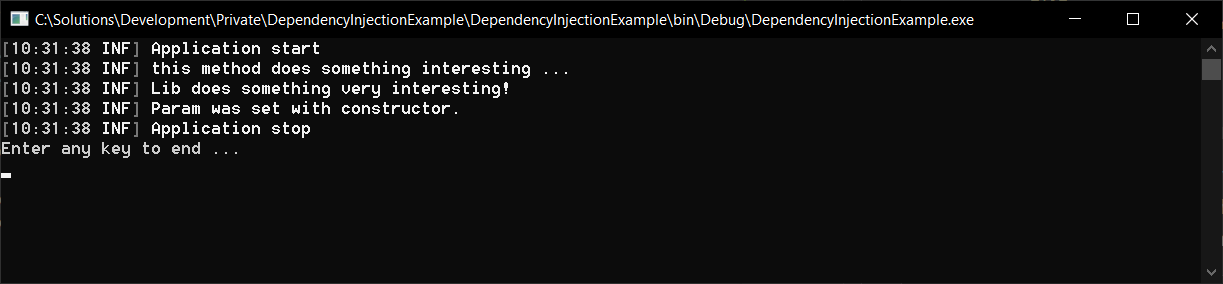 C:\Solutions\Development\Private\DependencyInjectionExample\DependencyInjectionExample\bin\Debug\DependencyInjectionExample.exe
[10:31:38 INF] Application start
[10:31:38 INF] this method does something interesting ...
[10:31:38 INF] Lib does something very interesting!
[10:31:38 INF] Param was set with constructor.
[10:31:38 INF] Application stop
Enter any key to end ...